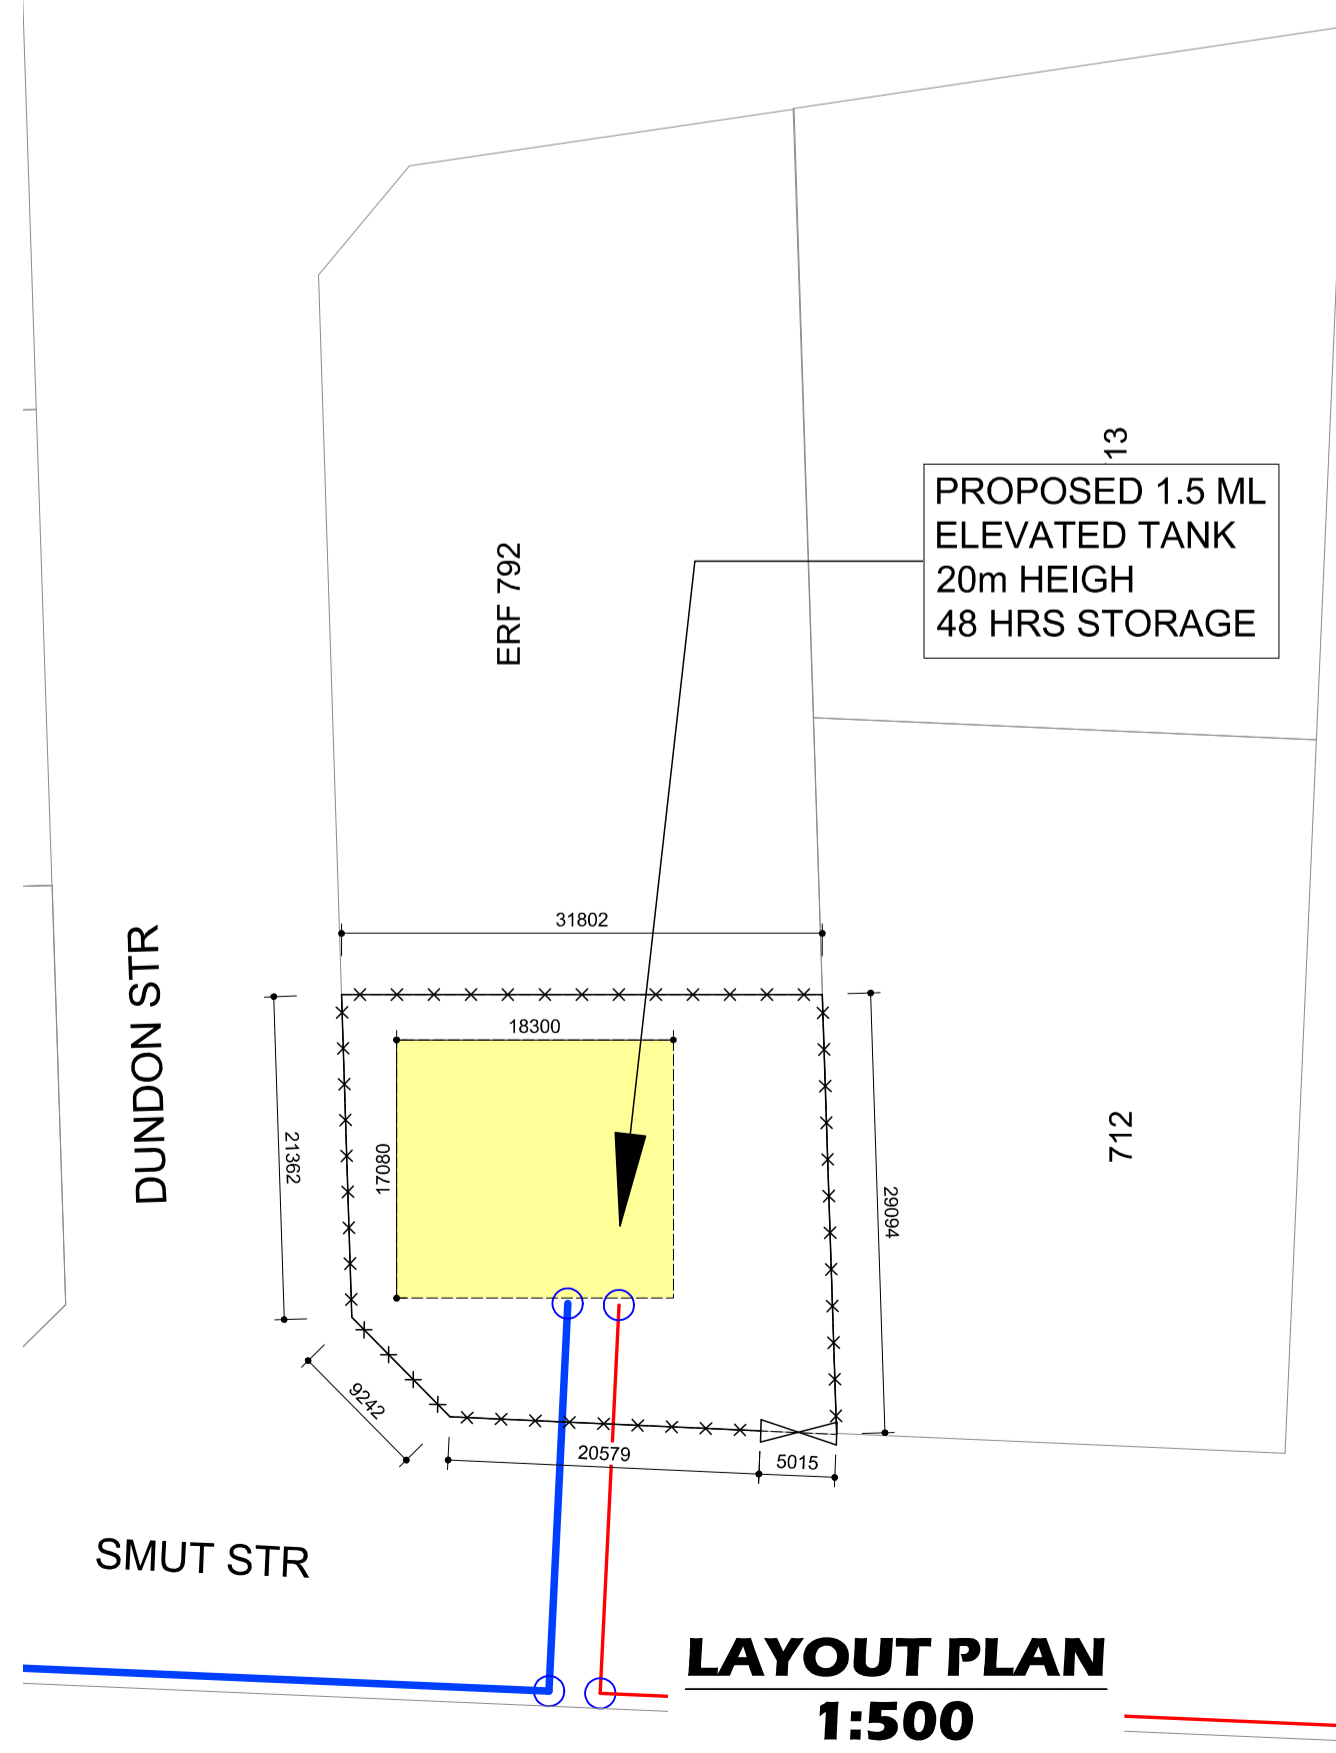 13
PROPOSED 1.5 ML
ELEVATED TANK
20m HEIGH
48 HRS STORAGE
ERF 792
31802
DUNDON STR
18300
21362
17080
712
29094
9242
20579
5015
SMUT STR
LAYOUT PLAN
1:500